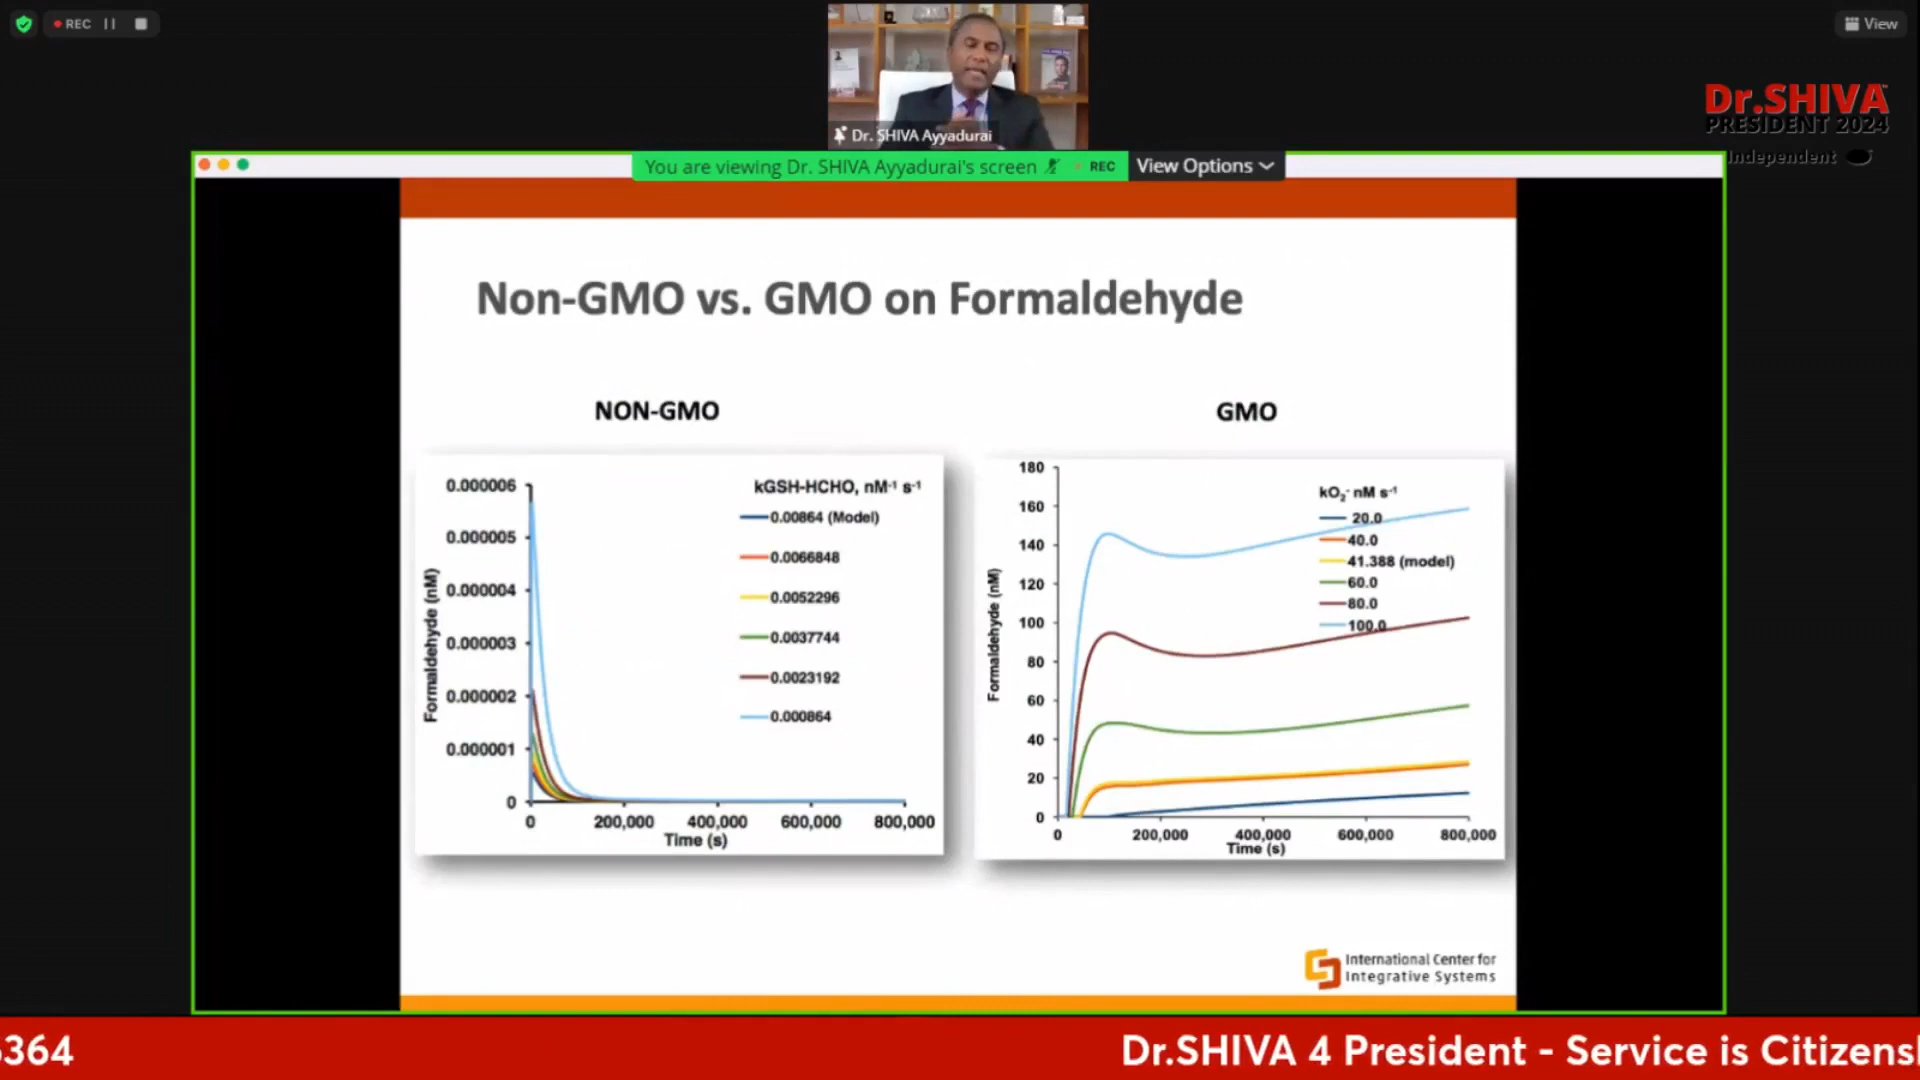 REC
View
Dr.SHIVA
PRESIDENT 2024
Independent
Dr. SHIVA Ayyadurai
You are viewing Dr. SHIVA Ayyadurai's screen
REC
View Options
Non-GMO vs. GMO on Formaldehyde
NON-GMO
0.000006
0.000005
0.000004
0.000003
0.000002
0.000001
0
Formaldehyde (nM)
kGSH-HCHO, nM⁻¹ s⁻¹
0.00864 (Model)
0.0066848
0.0052296
0.0037744
0.0023192
0.000864
0 200,000 400,000 600,000 800,000
Time (s)
GMO
180
160
140
120
100
80
60
40
20
0
Formaldehyde (nM)
kO₂⁻ nM s⁻¹
20.0
40.0
41.388 (model)
60.0
80.0
100.0
0 200,000 400,000 600,000 800,000
Time (s)
International Center for
Integrative Systems
364
Dr.SHIVA 4 President - Service is Citizens